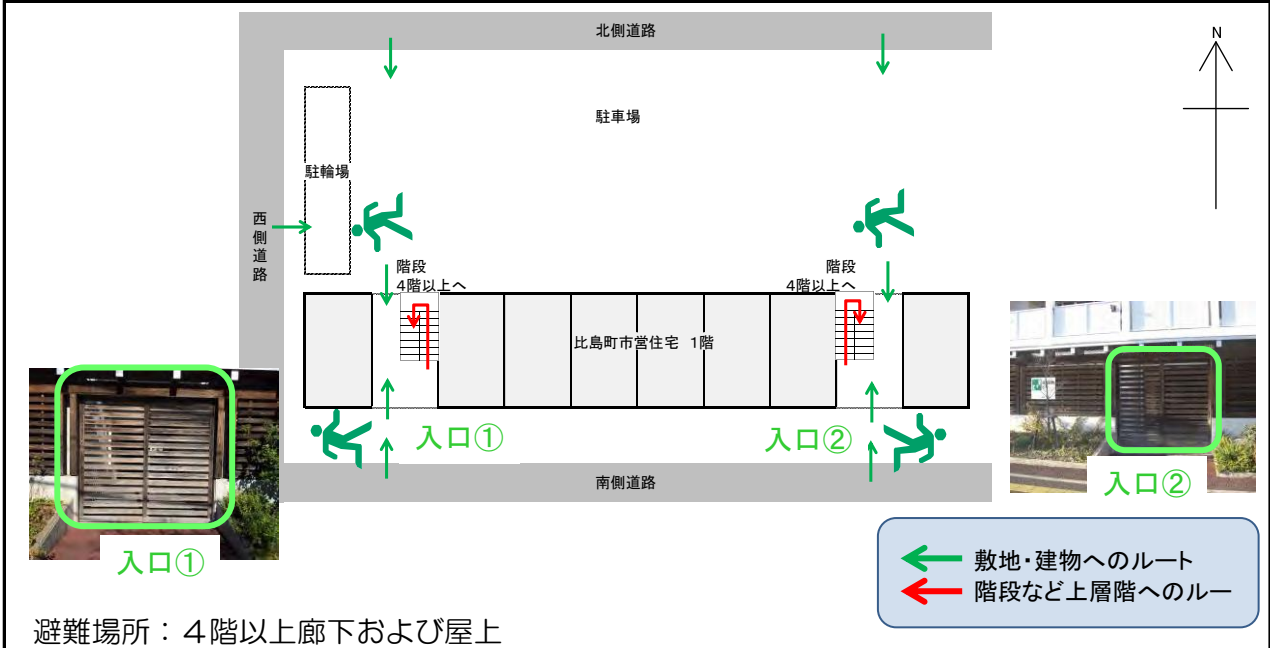 北側道路
N
駐車場
駐輪場
西側道路
階段
4階以上へ
階段
4階以上へ
比島町市営住宅 1階
入口①
入口②
南側道路
入口①
入口②
敷地・建物へのルート
階段など上層階へのルー
避難場所：４階以上廊下および屋上